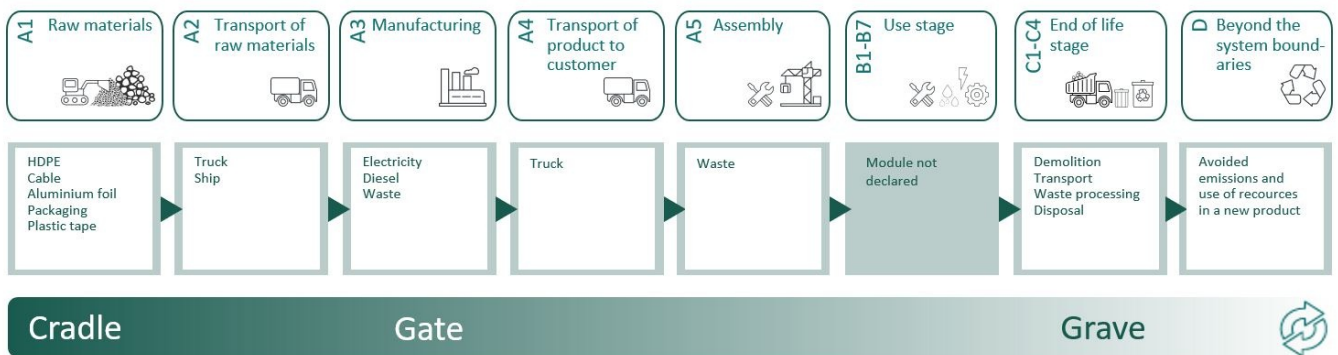 A1
Raw materials
A2
Transport of
raw materials
A3
Manufacturing
A4
Transport of
product to
customer
A5
Assembly
B1-B7
Use stage
C1-C4
End of life
stage
D
Beyond the
system bound-
aries
HDPE
Cable
Aluminium foil
Packaging
Plastic tape
Truck
Ship
Electricity
Diesel
Waste
Truck
Waste
Module not
declared
Demolition
Transport
Waste processing
Disposal
Avoided
emissions and
use of recources
in a new product
Cradle
Gate
Grave